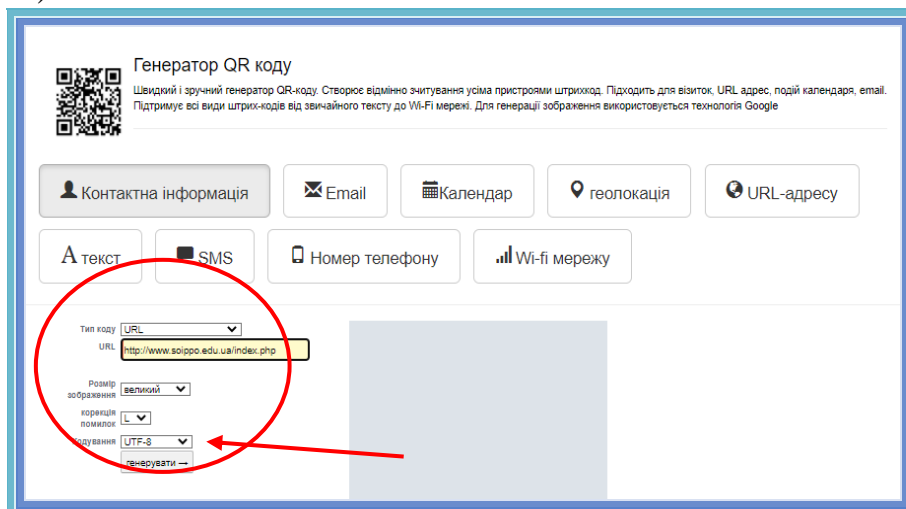 Генератор QR коду
Швидкий і зручний генератор QR-коду. Створює відмінно зчитування усіма пристроями штрихкод. Підходить для візиток, URL адрес, подій календаря, email.
Підтримує всі види штрих-кодів від звичайного тексту до Wi-Fi мережі. Для генерації зображення використовується технологія Google
Контактна інформація Email Календар геолокація URL-адресу
A текст SMS Номер телефону Wi-fi мережу
Тип коду URL
URL http://www.soippo.edu.ua/index.php
Розмір
зображення великий
корекція
помилок L
Кодування UTF-8
генерувати →